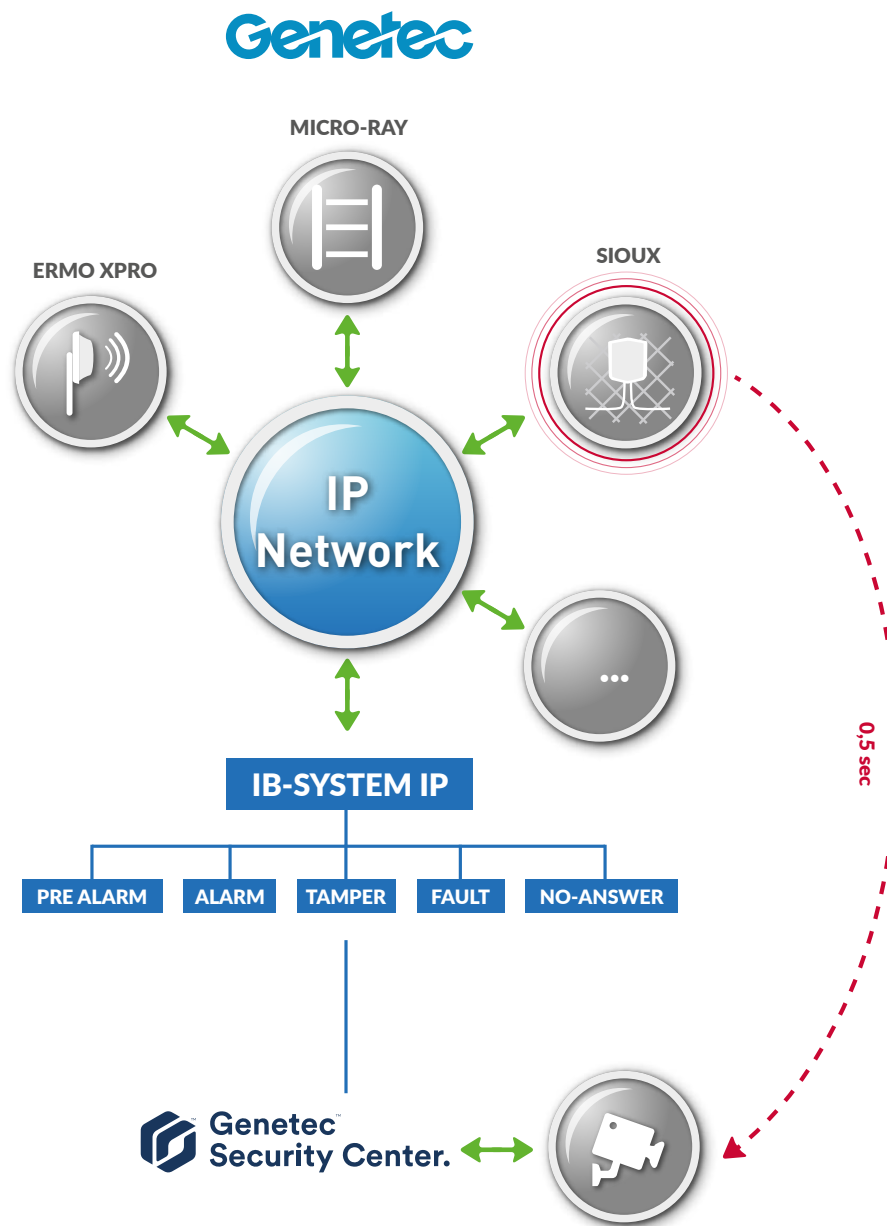 Genetec
MICRO-RAY
ERMO XPRO
SIOUX
IP
Network
...
0,5 sec
IB-SYSTEM IP
PRE ALARM
ALARM
TAMPER
FAULT
NO-ANSWER
Genetec™
Security Center.